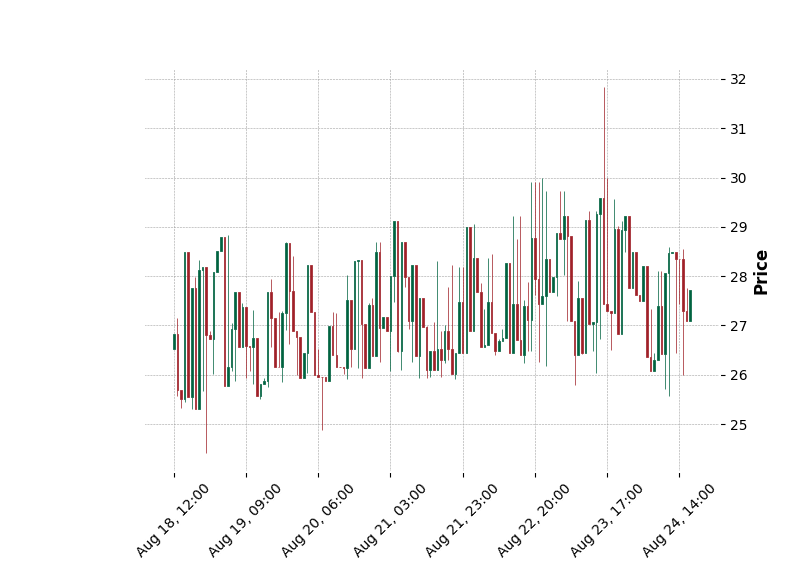 32
31
30
29
28
27
26
25
Price
Aug 18, 12:00
Aug 19, 09:00
Aug 20, 06:00
Aug 21, 03:00
Aug 21, 23:00
Aug 22, 20:00
Aug 23, 17:00
Aug 24, 14:00